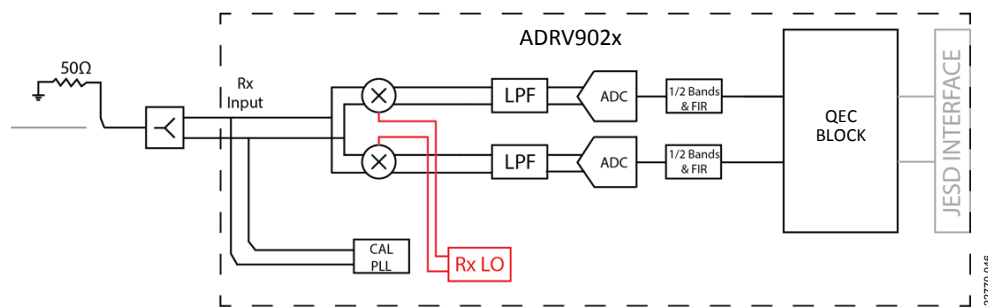 ADRV902x
50Ω
Rx
Input
LPF
ADC
1/2 Bands
& FIR
QEC
BLOCK
JESD INTERFACE
LPF
ADC
1/2 Bands
& FIR
CAL
PLL
Rx LO